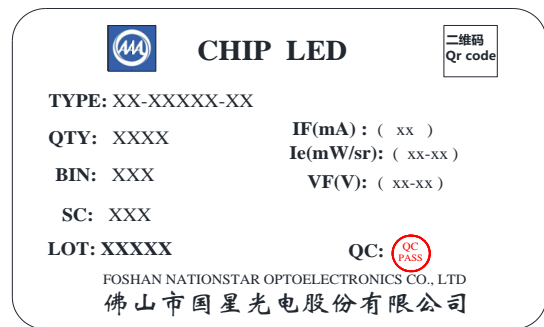 CHIP LED
二维码
Qr code
TYPE: XX-XXXXX-XX
QTY: XXXX
IF(mA) : ( xx )
Ie(mW/sr): ( xx-xx )
BIN: XXX
VF(V): ( xx-xx )
SC: XXX
LOT: XXXXX
QC: QC
PASS
FOSHAN NATIONSTAR OPTOELECTRONICS CO., LTD
佛山市国星光电股份有限公司